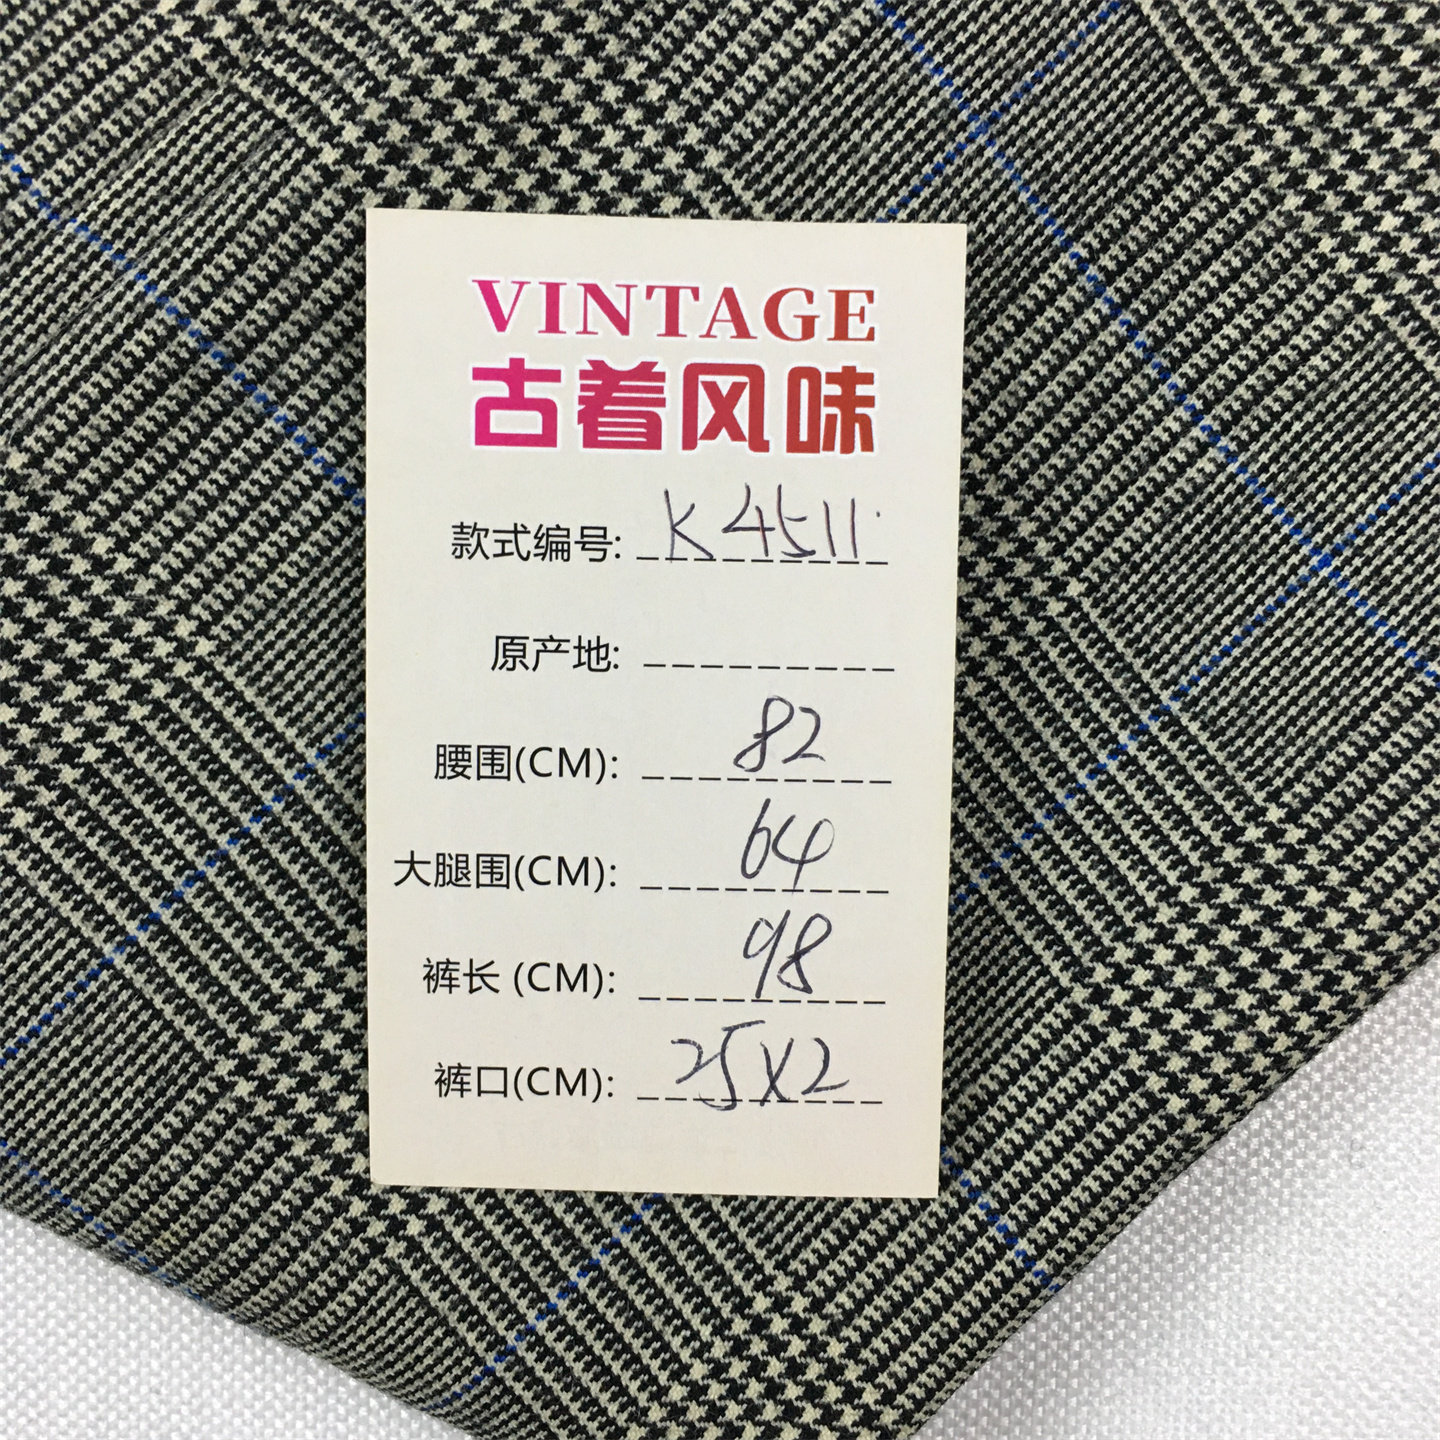 VINTAGE
古着风味
款式编号: K4511
原产地:
腰围(CM): 82
大腿围(CM): 64
裤长 (CM): 98
裤口(CM): 25X2